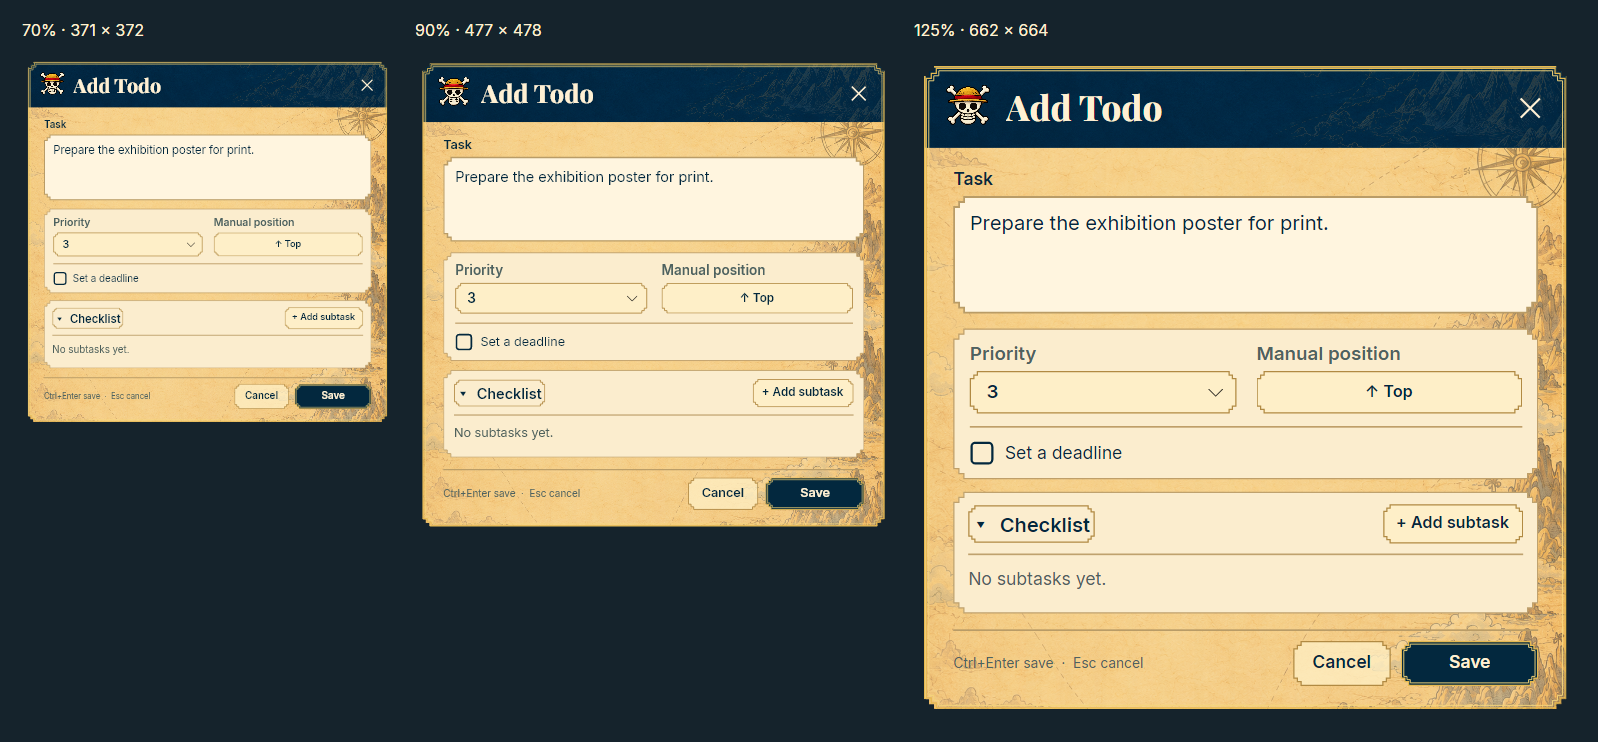 70% · 371 × 372
Add Todo
Task
Prepare the exhibition poster for print.
Priority
Manual position
3
↑ Top
Set a deadline
Checklist
+ Add subtask
No subtasks yet.
Ctrl+Enter save · Esc cancel
Cancel
Save
90% · 477 × 478
Add Todo
Task
Prepare the exhibition poster for print.
Priority
Manual position
3
↑ Top
Set a deadline
Checklist
+ Add subtask
No subtasks yet.
Ctrl+Enter save · Esc cancel
Cancel
Save
125% · 662 × 664
Add Todo
Task
Prepare the exhibition poster for print.
Priority
Manual position
3
↑ Top
Set a deadline
Checklist
+ Add subtask
No subtasks yet.
Ctrl+Enter save · Esc cancel
Cancel
Save